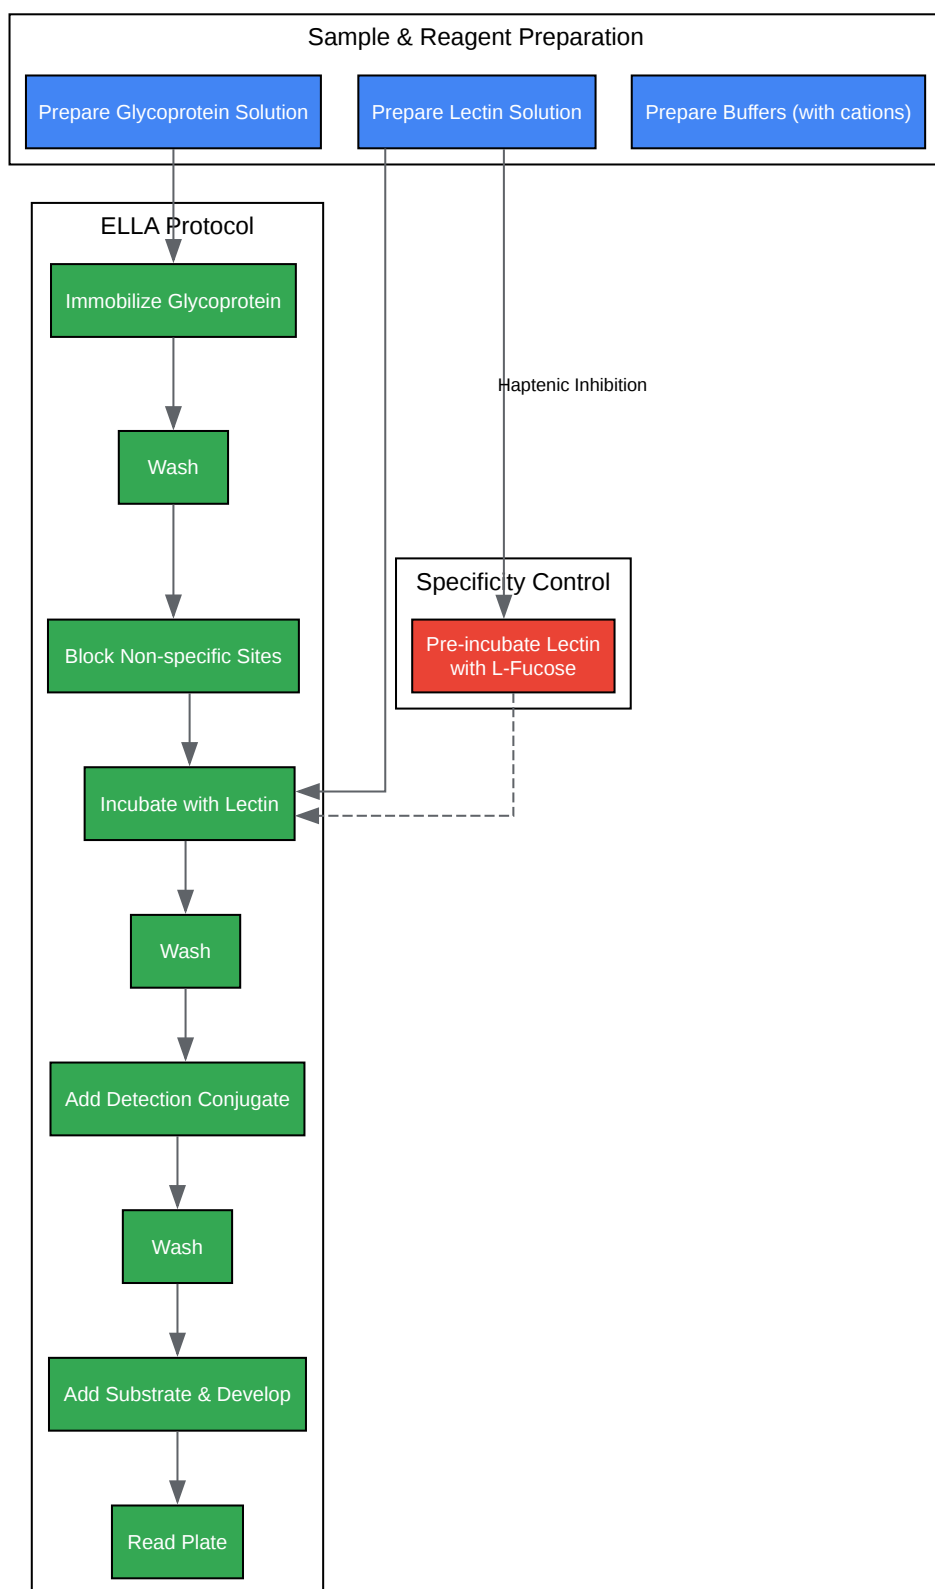 Sample & Reagent Preparation
Prepare Glycoprotein Solution
Prepare Lectin Solution
Prepare Buffers (with cations)
ELLA Protocol
Immobilize Glycoprotein
Haptenic Inhibition
Wash
Specificity Control
Block Non-specific Sites
Pre-incubate Lectin
with L-Fucose
Incubate with Lectin
Wash
Add Detection Conjugate
Wash
Add Substrate & Develop
Read Plate